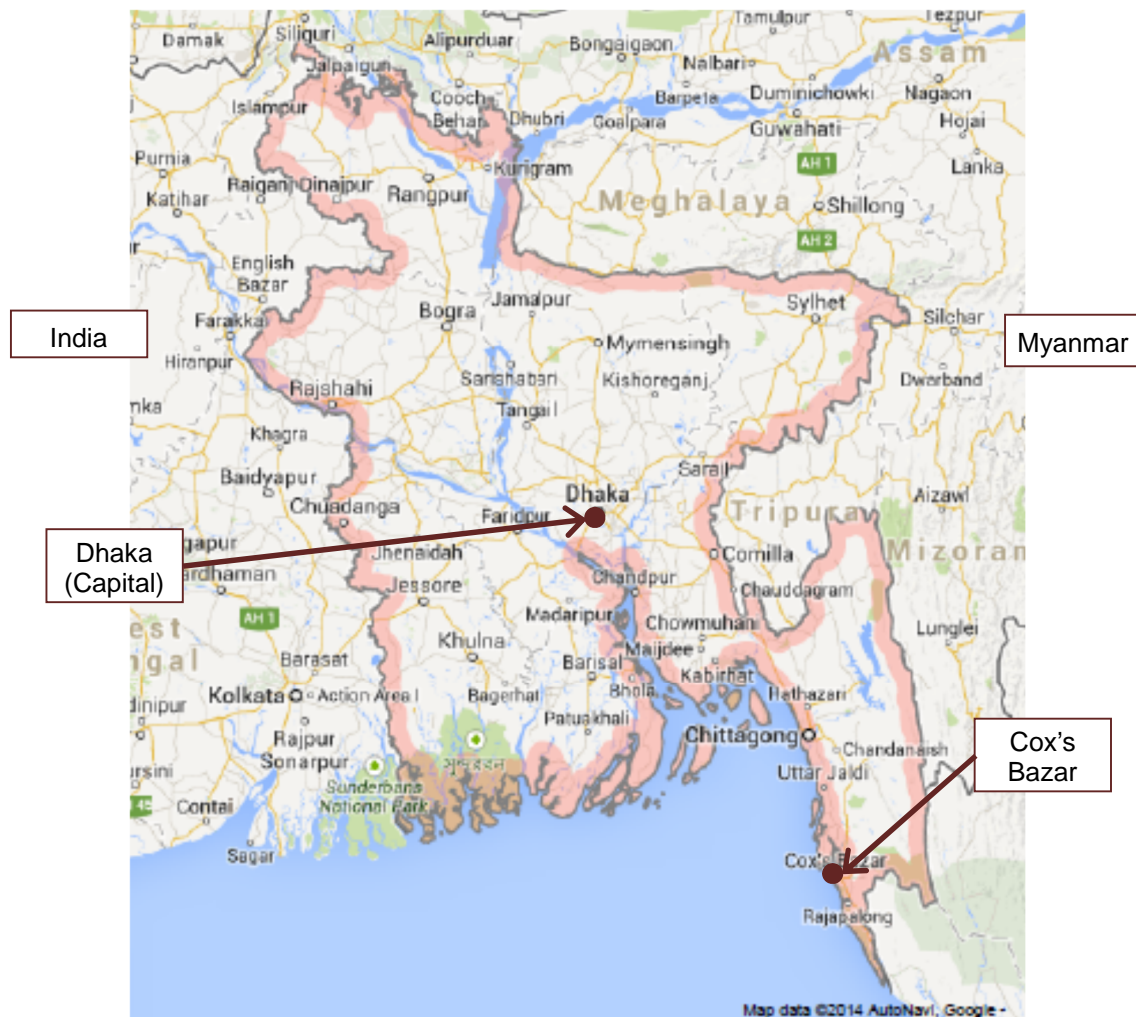 Damak
Siliguri
Jalpaiguri
Alipurduar
Bongaigaon
Tamulpur
Tezpur
Assam
Nalbari
Islampur
Cooch
Behar
Dhubri
Barpeta
Goalpara
Duminichowki
Guwahati
Nagaon
Hojai
Lanka
Purnia
Katihar
Raiganj
Dinajpur
Rangpur
Kurigram
AH 1
Meghalaya
Shillong
AH 2
English
Bazar
Farakka
Hiranpur
Bogra
Jamalpur
Mymensingh
Sylhet
Silchar
India
Myanmar
Dwarband
Rajshahi
Sarishabari
Kishoreganj
Tangail
Khagra
Baidyapur
Chuadanga
Sarail
Dhaka
Faridpur
Tripura
Aizawl
Mizoram
Dhaka
(Capital)
Jhenaidah
Jessore
Comilla
Chandpur
Chauddagram
AH 1
Madaripur
Chowmuhani
Maijdee
Kabirhat
Lunglei
Khulna
Barisal
Bhola
Barasat
Kolkata
Action Area I
Bagerhat
Patuakhali
Hathazari
Chittagong
Chandanaish
Uttar Jaldi
Cox's
Bazar
Rajpur
Sonarpur
Sunderbans
National Park
সুন্দরবন
Contai
Sagar
Cox's Bazar
Rajapalong
Map data ©2014 AutoNavi, Google -